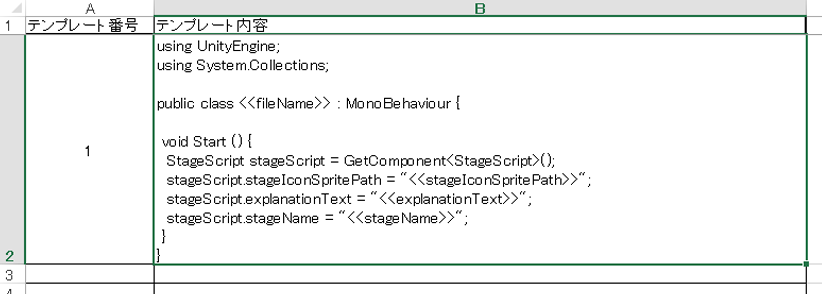 A B
1 テンプレート番号 テンプレート内容
using UnityEngine;
using System.Collections;
public class <<fileName>> : MonoBehaviour {
void Start () {
1 StageScript stageScript = GetComponent<StageScript>();
stageScript.stageIconSpritePath = "<<stageIconSpritePath>>";
stageScript.explanationText = "<<explanationText>>";
stageScript.stageName = "<<stageName>>";
}
2 }
3
4